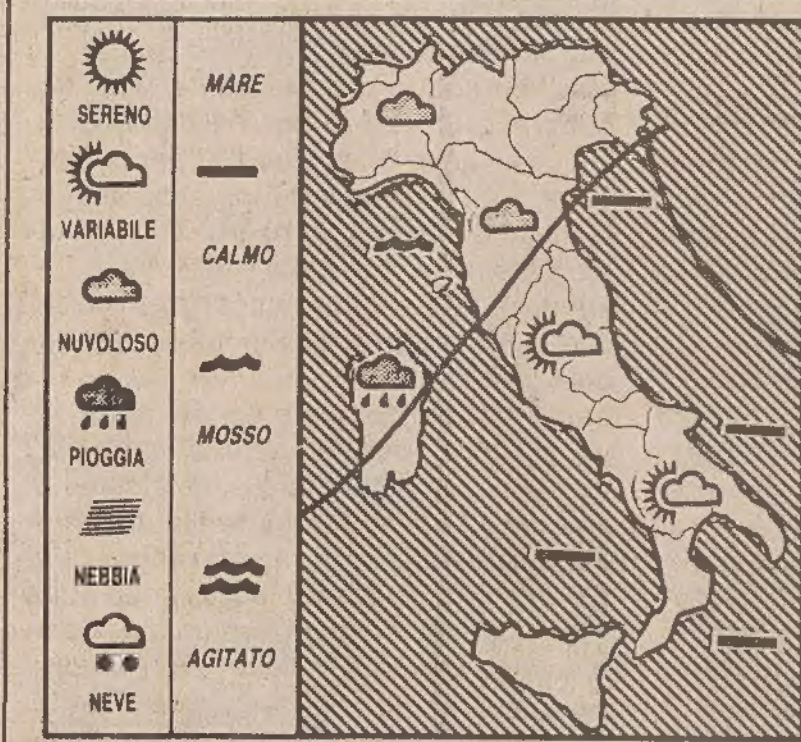 SERENO
VARIABILE
NUVOLOSO
PIOGGIA
NEBBIA
NEVE
MARE
CALMO
MOSSO
AGITATO